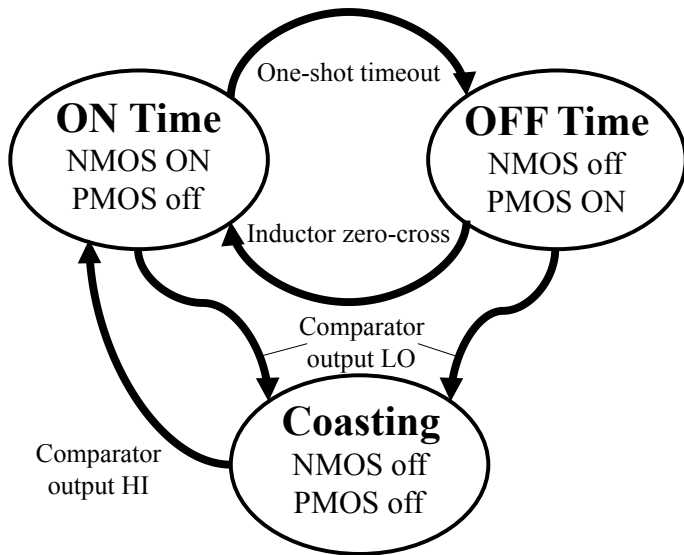 One-shot timeout
ON Time
NMOS ON
PMOS off
OFF Time
NMOS off
PMOS ON
Inductor zero-cross
Comparator
output LO
Coasting
NMOS off
PMOS off
Comparator
output HI